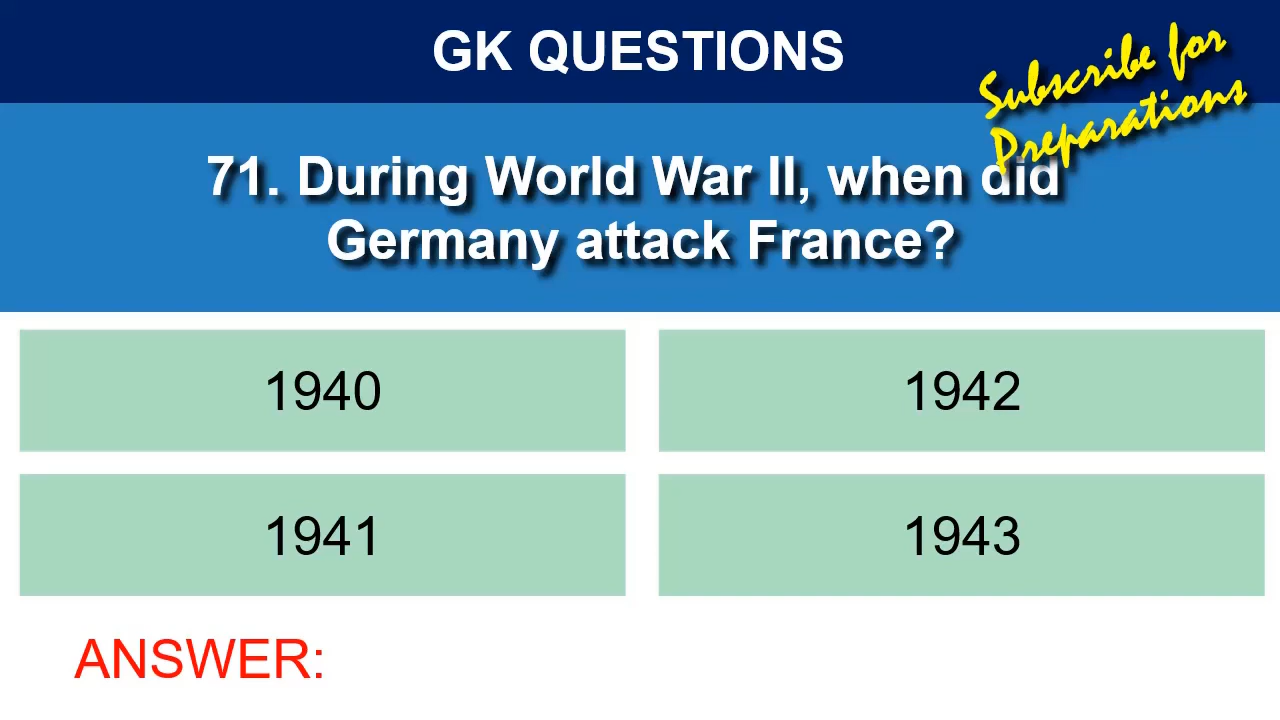 GK QUESTIONS
Subscribe for
Preparations
71. During World War II, when did
Germany attack France?
1940
1942
1941
1943
ANSWER: